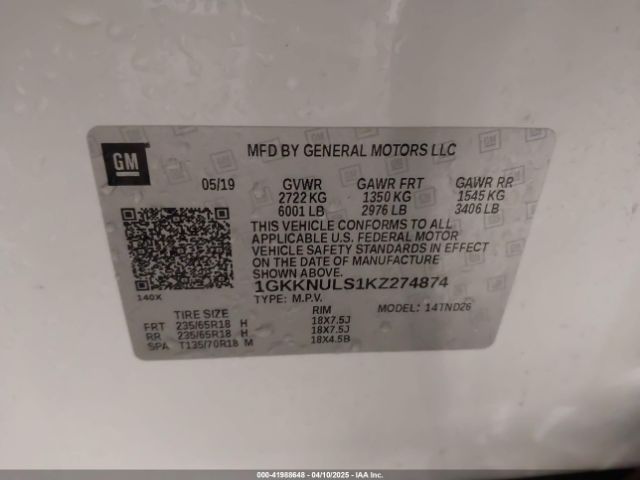 GM
MFD BY GENERAL MOTORS LLC
05/19 GVWR GAWR FRT GAWR RR
2722 KG 1350 KG 1545 KG
6001 LB 2976 LB 3406 LB
THIS VEHICLE CONFORMS TO ALL
APPLICABLE U.S. FEDERAL MOTOR
VEHICLE SAFETY STANDARDS IN EFFECT
ON THE DATE OF MANUFACTURE
SHOWN ABOVE.
140X
1GKKNULS1KZ274874
TYPE: M.P.V. MODEL: 14TND26
TIRE SIZE RIM
FRT 235/65R18 H 18X7.5J
RR 235/65R18 H 18X7.5J
SPA T135/70R18 M 18X4.5B
000-41988648 - 04/10/2025 - IAA Inc.